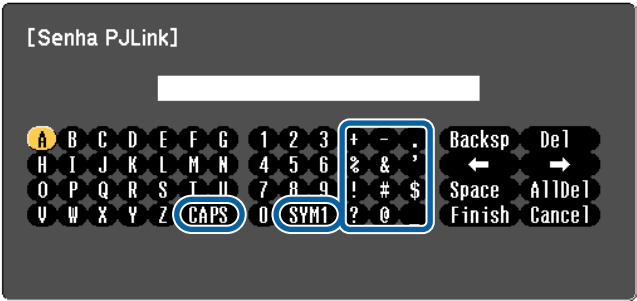 [Senha PJLink]
A B C D E F G 1 2 3 + - . Backsp Del
H I J K L M N 4 5 6 % & ' ← →
O P Q R S T U 7 8 9 ! # $ Space AllDel
V W X Y Z CAPS 0 SYM1 ? @ _ Finish Cancel